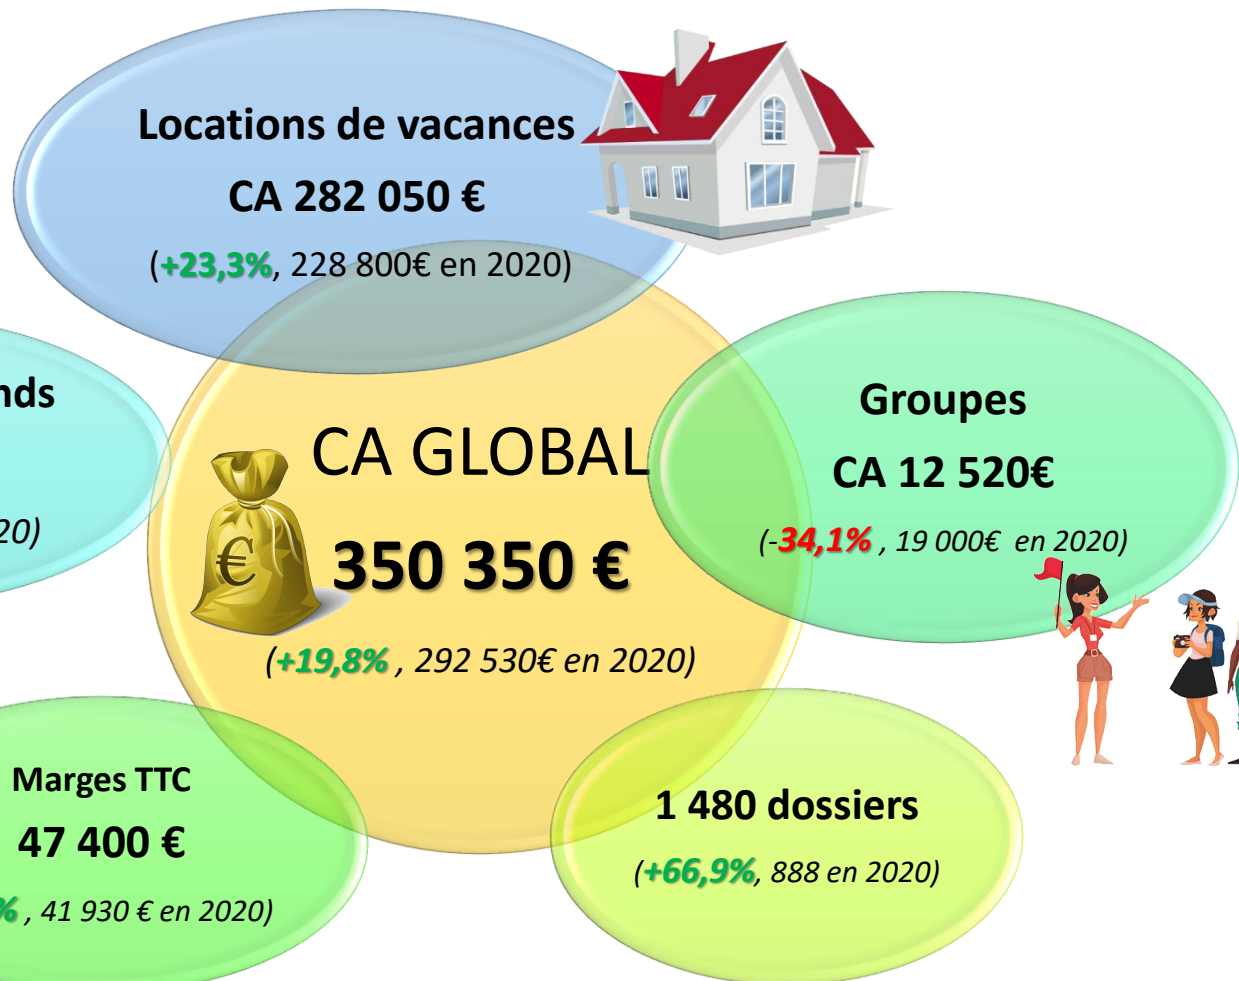 Locations de vacances
CA 282 050 €
(+23,3%, 228 800€ en 2020)
CA GLOBAL
350 350 €
(+19,8% , 292 530€ en 2020)
Groupes
CA 12 520€
(-34,1% , 19 000€ en 2020)
Marges TTC
47 400 €
% , 41 930 € en 2020)
1 480 dossiers
(+66,9%, 888 en 2020)
€